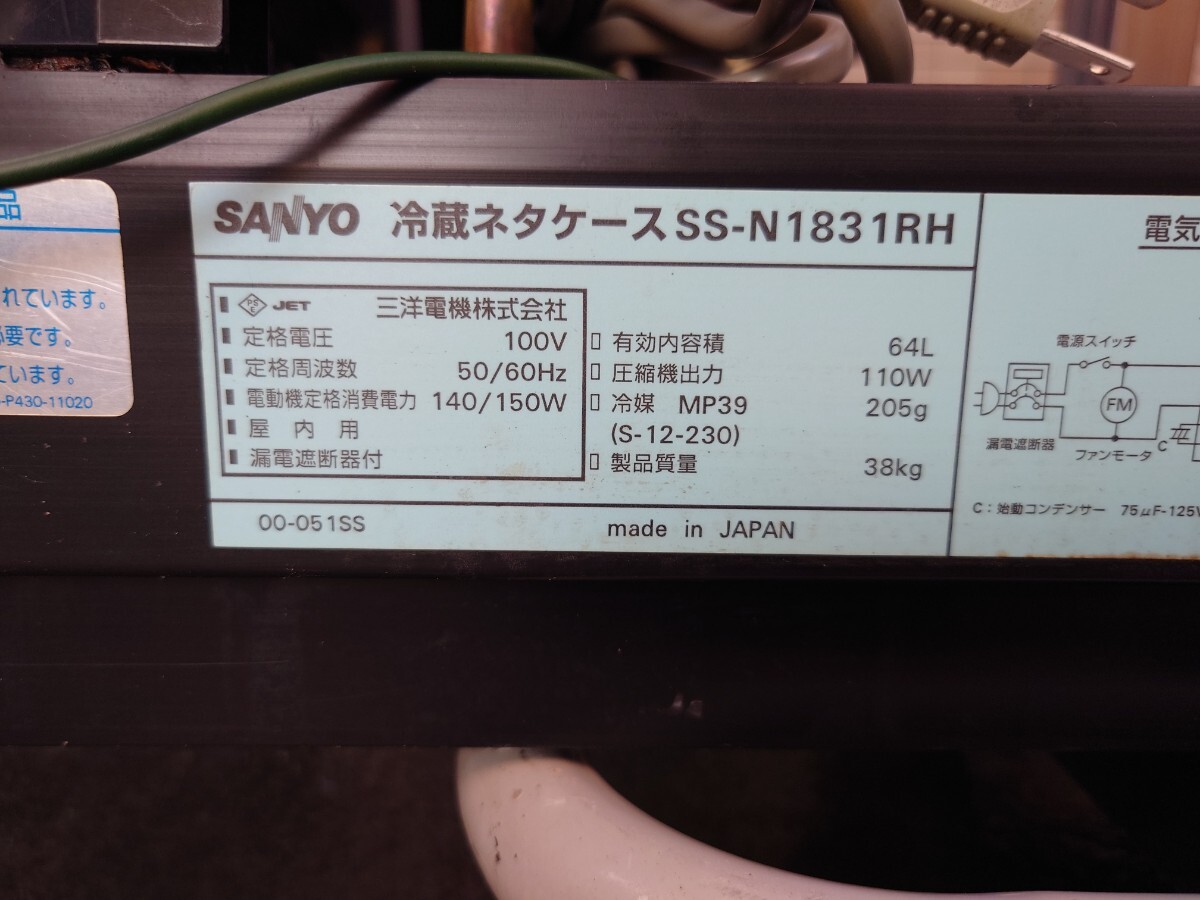 品
れています。
必要です。
ています。
-P430-11020
SANYO 冷蔵ネタケース SS-N1831RH
PSE JET 三洋電機株式会社
定格電圧 100V
定格周波数 50/60Hz
電動機定格消費電力 140/150W
屋 内 用
漏電遮断器付
有効内容積 64L
圧縮機出力 110W
冷媒 MP39 205g
(S-12-230)
製品質量 38kg
00-051SS made in JAPAN
電気
電源スイッチ
FM
漏電遮断器
ファンモータ
C
C:始動コンデンサー 75μF-125V